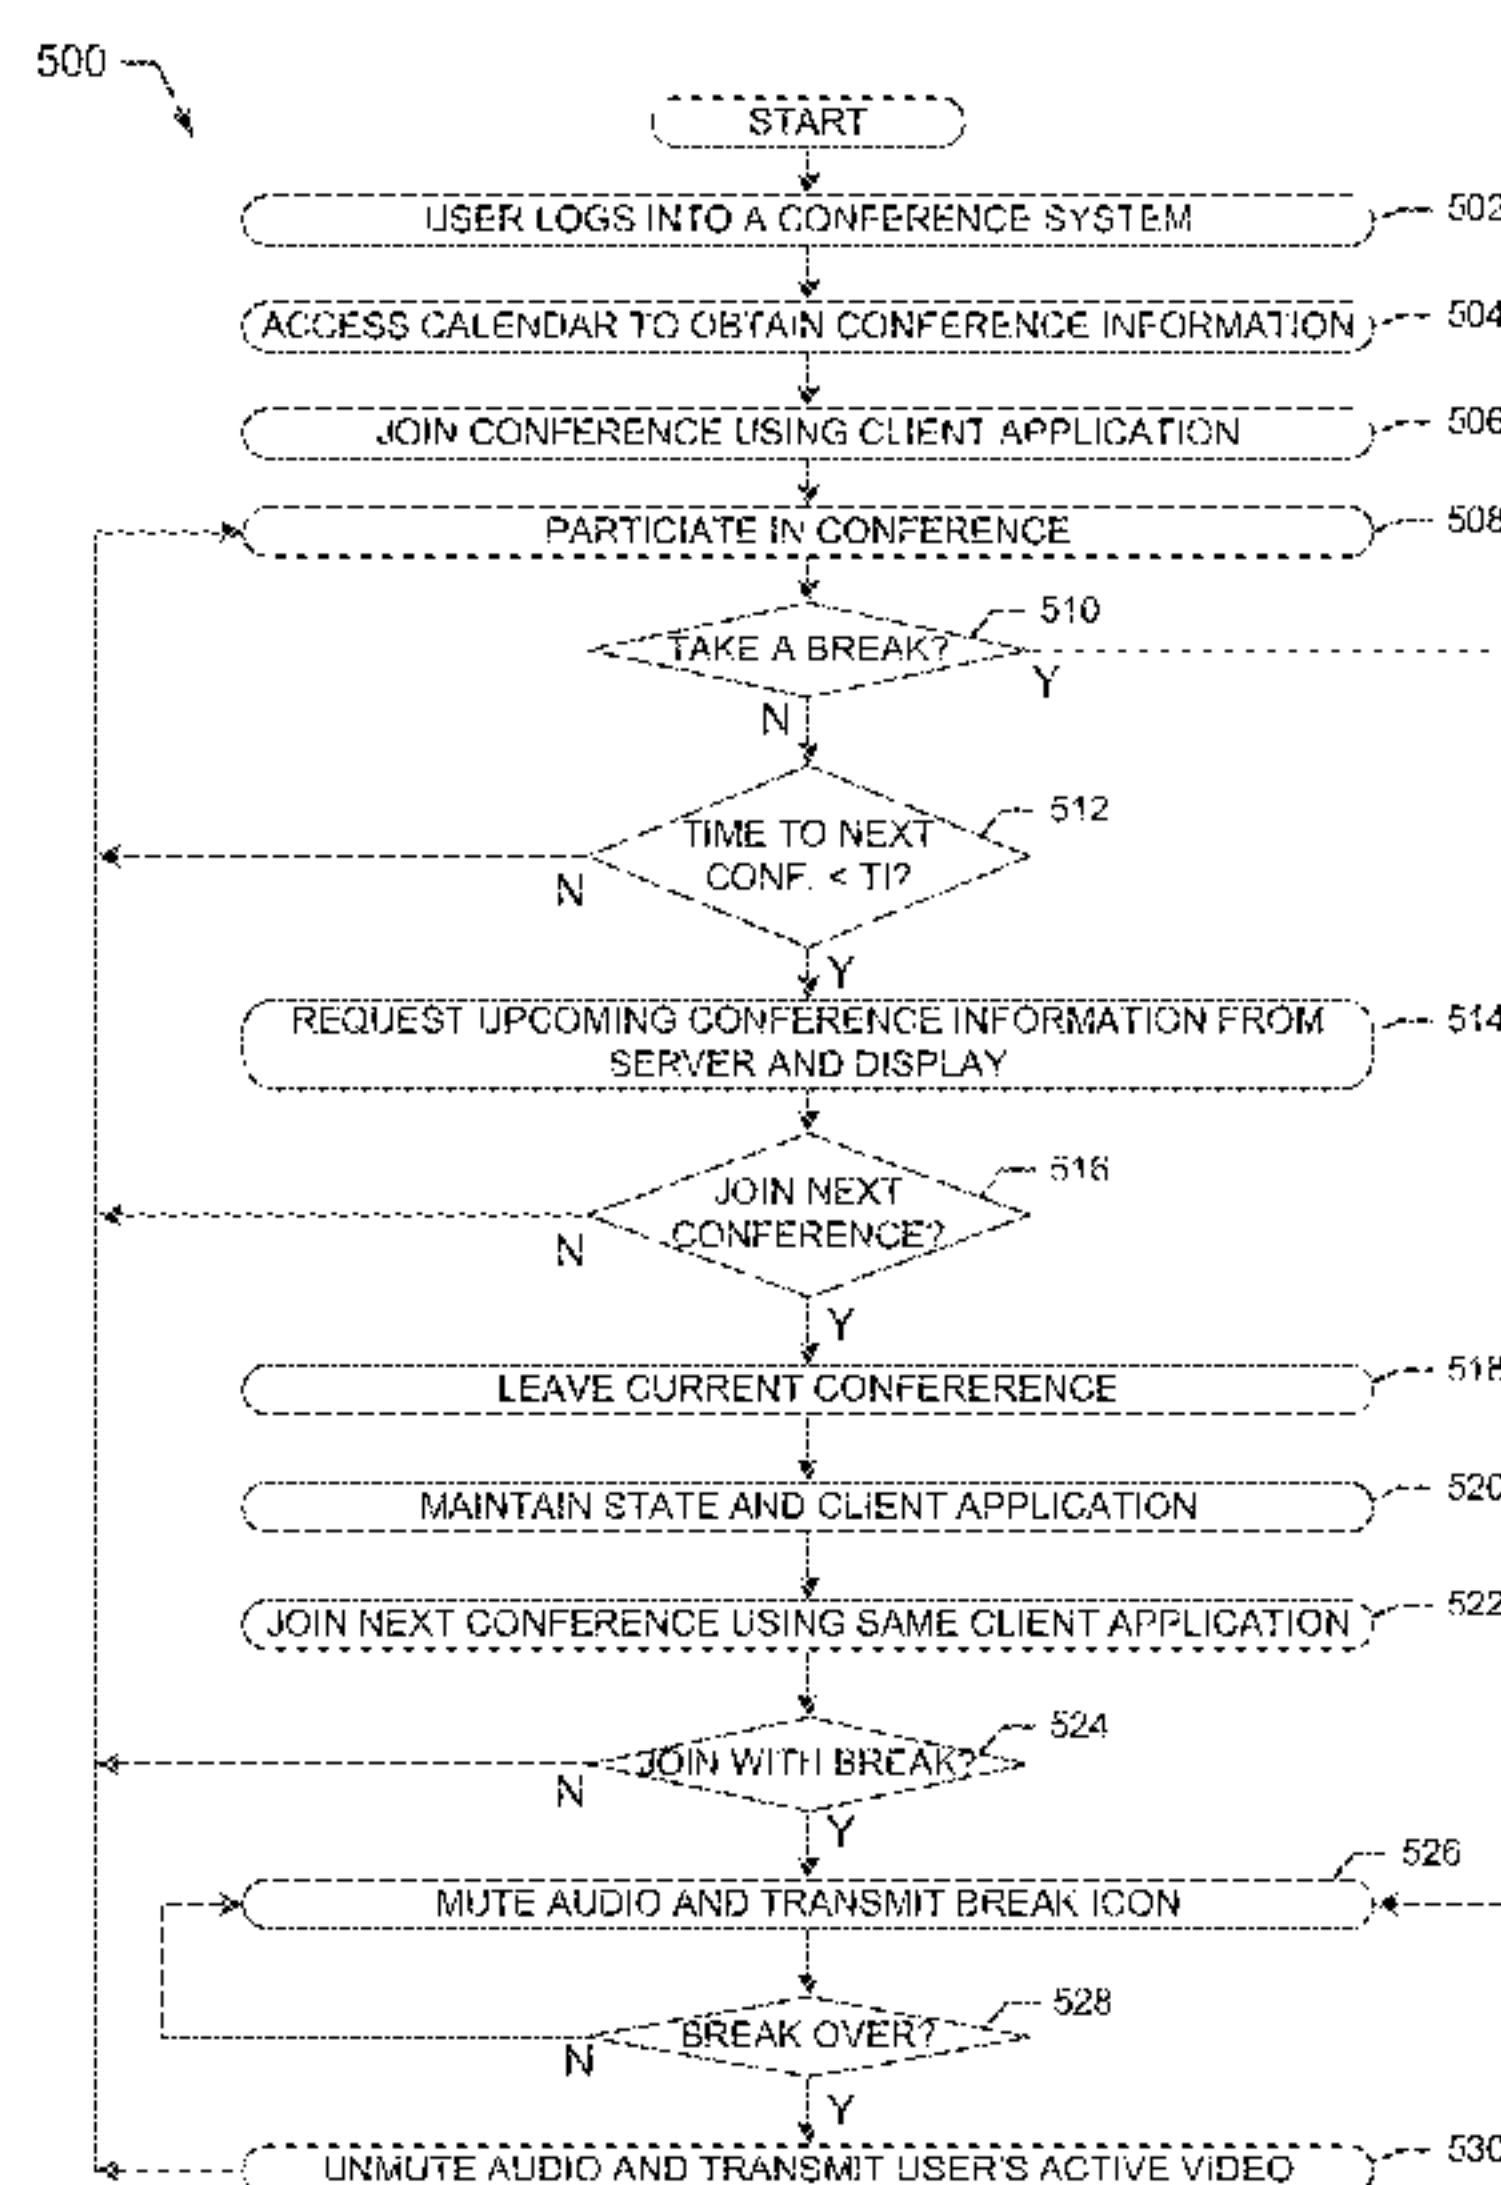 500
START
USER LOGS INTO A CONFERENCE SYSTEM
502
ACCESS CALENDAR TO OBTAIN CONFERENCE INFORMATION
504
JOIN CONFERENCE USING CLIENT APPLICATION
506
PARTICIATE IN CONFERENCE
508
510
TAKE A BREAK?
Y
N
512
TIME TO NEXT
CONF. < TI?
N
Y
REQUEST UPCOMING CONFERENCE INFORMATION FROM
SERVER AND DISPLAY
514
516
JOIN NEXT
CONFERENCE?
N
Y
LEAVE CURRENT CONFERERENCE
518
MAINTAIN STATE AND CLIENT APPLICATION
520
JOIN NEXT CONFERENCE USING SAME CLIENT APPLICATION
522
524
JOIN WITH BREAK?
N
Y
526
MUTE AUDIO AND TRANSMIT BREAK ICON
528
BREAK OVER?
N
Y
UNMUTE AUDIO AND TRANSMIT USER'S ACTIVE VIDEO
530